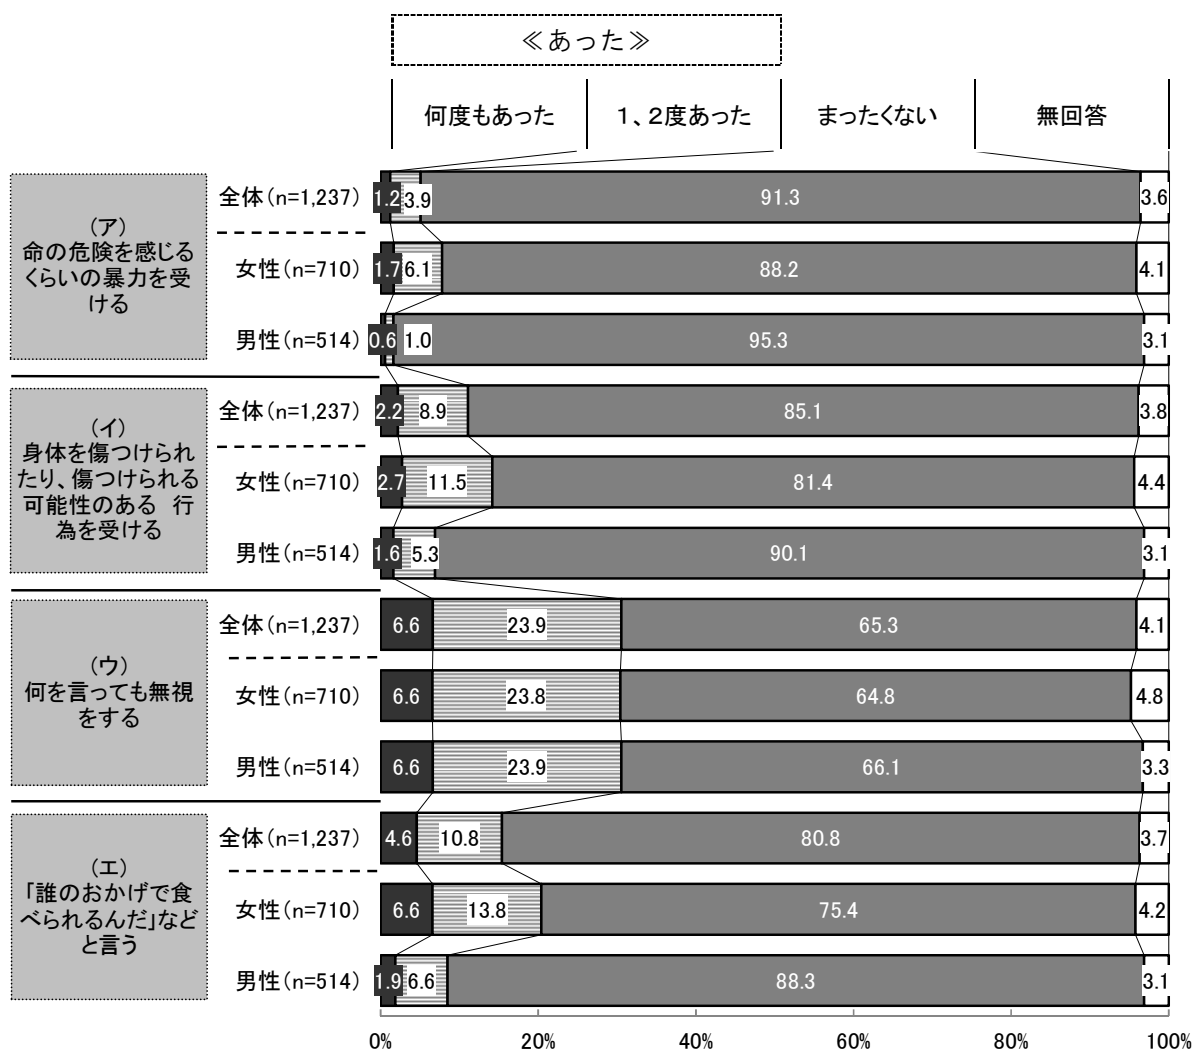 ≪あった≫
何度もあった　１、２度あった　まったくない　無回答
（ア）
命の危険を感じる
くらいの暴力を受
ける
全体（n=1,237） 1.2 3.9 91.3 3.6
女性（n=710） 1.7 6.1 88.2 4.1
男性（n=514） 0.6 1.0 95.3 3.1
（イ）
身体を傷つけられ
たり、傷つけられる
可能性のある　行
為を受ける
全体（n=1,237） 2.2 8.9 85.1 3.8
女性（n=710） 2.7 11.5 81.4 4.4
男性（n=514） 1.6 5.3 90.1 3.1
（ウ）
何を言っても無視
をする
全体（n=1,237） 6.6 23.9 65.3 4.1
女性（n=710） 6.6 23.8 64.8 4.8
男性（n=514） 6.6 23.9 66.1 3.3
（エ）
「誰のおかげで食
べられるんだ」など
と言う
全体（n=1,237） 4.6 10.8 80.8 3.7
女性（n=710） 6.6 13.8 75.4 4.2
男性（n=514） 1.9 6.6 88.3 3.1
0% 20% 40% 60% 80% 100%